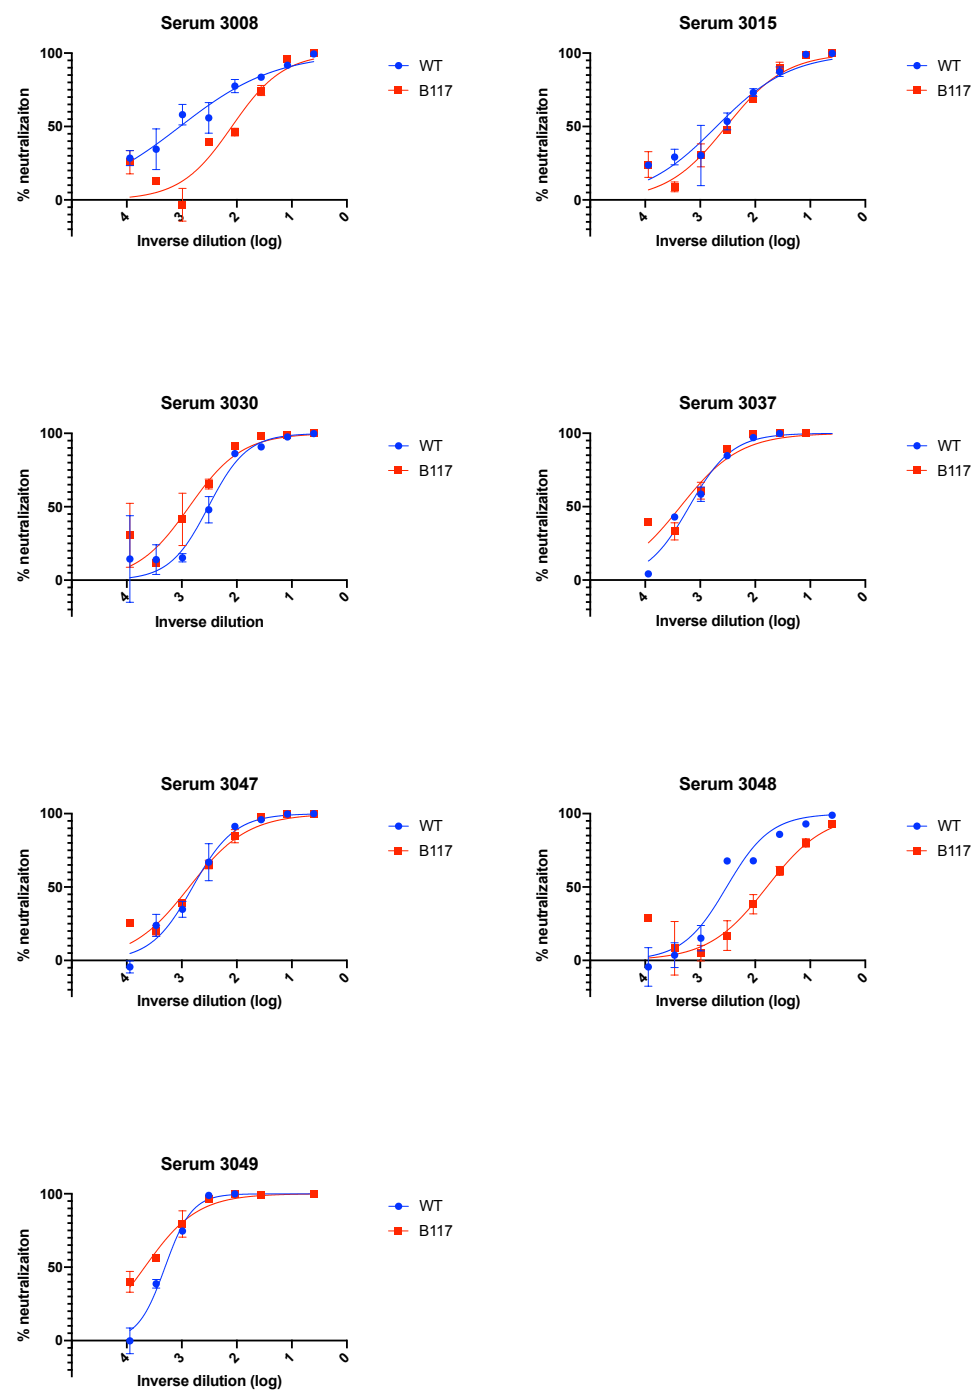 Serum 3008
% neutralizaiton
100
50
0
4 3 2 1 0
Inverse dilution (log)
WT
B117
Serum 3015
% neutralizaiton
100
50
0
4 3 2 1 0
Inverse dilution (log)
WT
B117
Serum 3030
% neutralizaiton
100
50
0
4 3 2 1 0
Inverse dilution
WT
B117
Serum 3037
% neutralizaiton
100
50
0
4 3 2 1 0
Inverse dilution (log)
WT
B117
Serum 3047
% neutralizaiton
100
50
0
4 3 2 1 0
Inverse dilution (log)
WT
B117
Serum 3048
% neutralizaiton
100
50
0
4 3 2 1 0
Inverse dilution (log)
WT
B117
Serum 3049
% neutralizaiton
100
50
0
4 3 2 1 0
Inverse dilution (log)
WT
B117